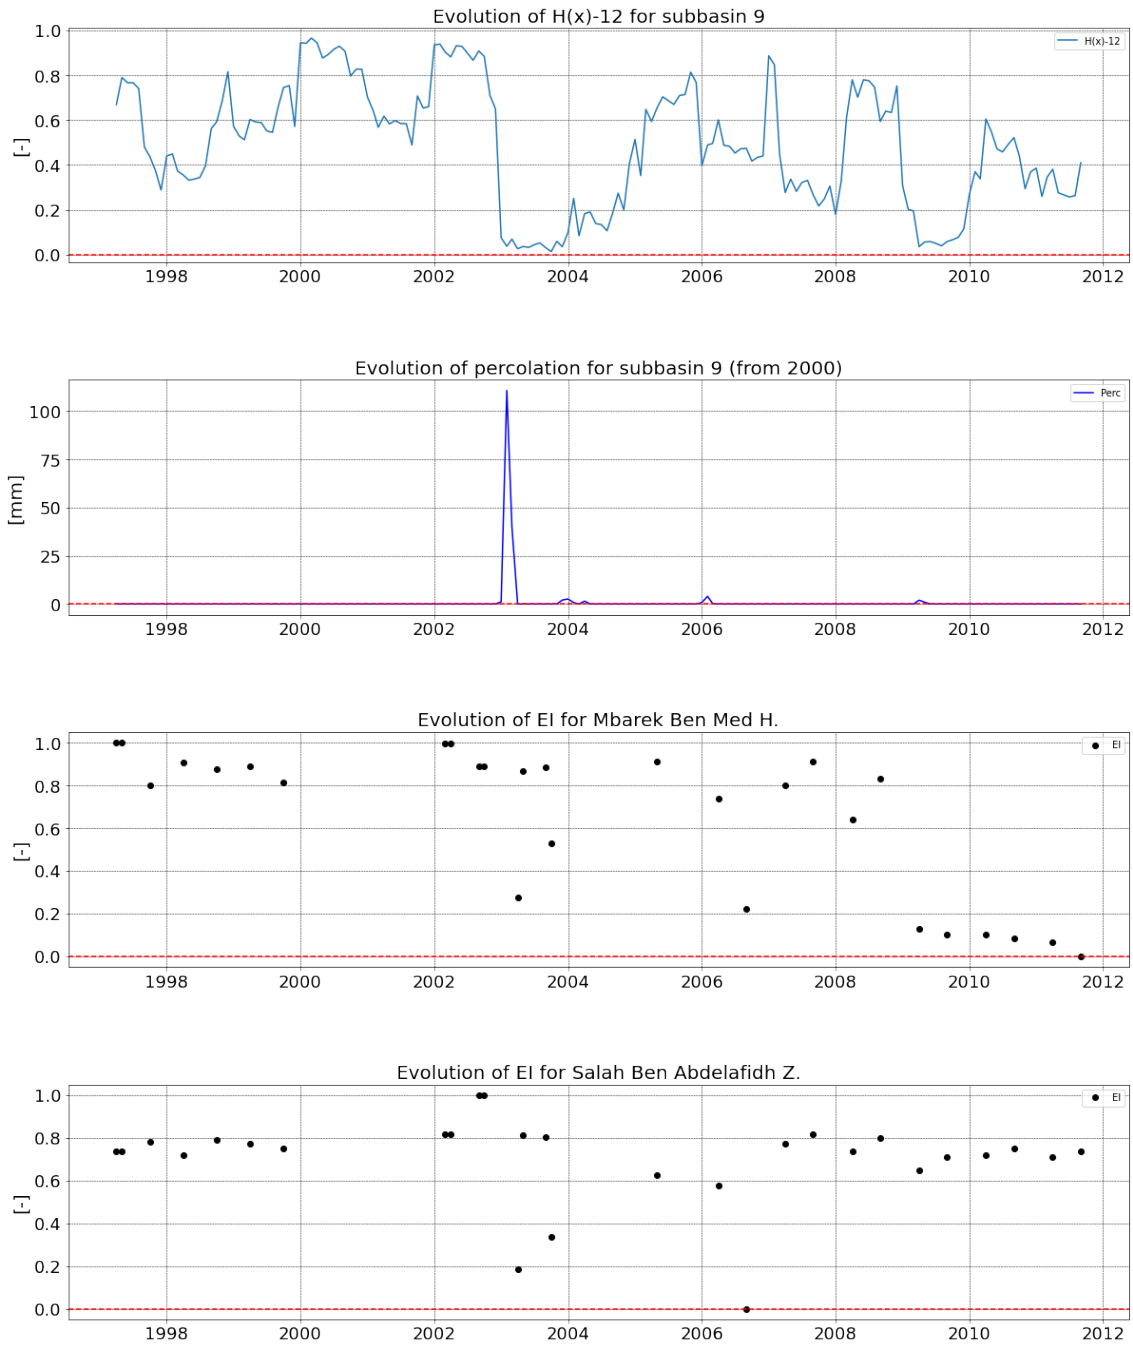 Evolution of H(x)-12 for subbasin 9
H(x)-12
[-]
1.0
0.8
0.6
0.4
0.2
0.0
1998 2000 2002 2004 2006 2008 2010 2012
Evolution of percolation for subbasin 9 (from 2000)
Perc
[mm]
100
75
50
25
0
1998 2000 2002 2004 2006 2008 2010 2012
Evolution of EI for Mbarek Ben Med H.
EI
[-]
1.0
0.8
0.6
0.4
0.2
0.0
1998 2000 2002 2004 2006 2008 2010 2012
Evolution of EI for Salah Ben Abdelafidh Z.
EI
[-]
1.0
0.8
0.6
0.4
0.2
0.0
1998 2000 2002 2004 2006 2008 2010 2012